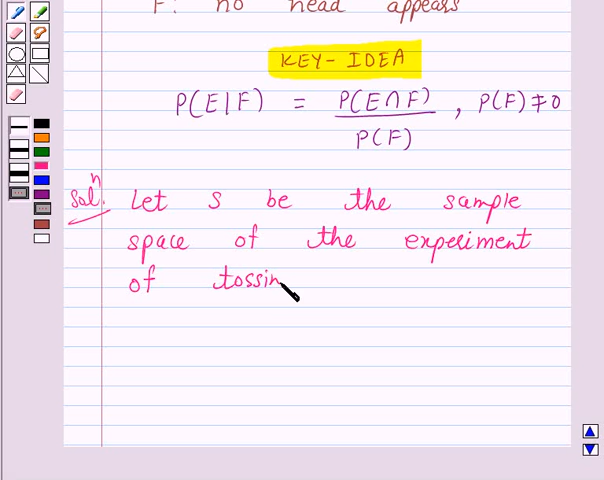 F: no head appears
KEY-IDEA
P(E|F) = P(E∩F) / P(F) , P(F)≠0
Solⁿ. Let S be the sample
space of the experiment
of tossin